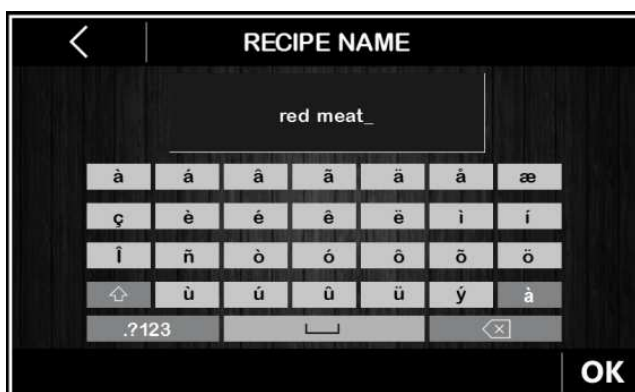 RECIPE NAME
red meat_
à á â ã ä å æ
ç è é ê ë ì í
Î ñ ò ó ô õ ö
ù ú û ü ý à
.?123
OK